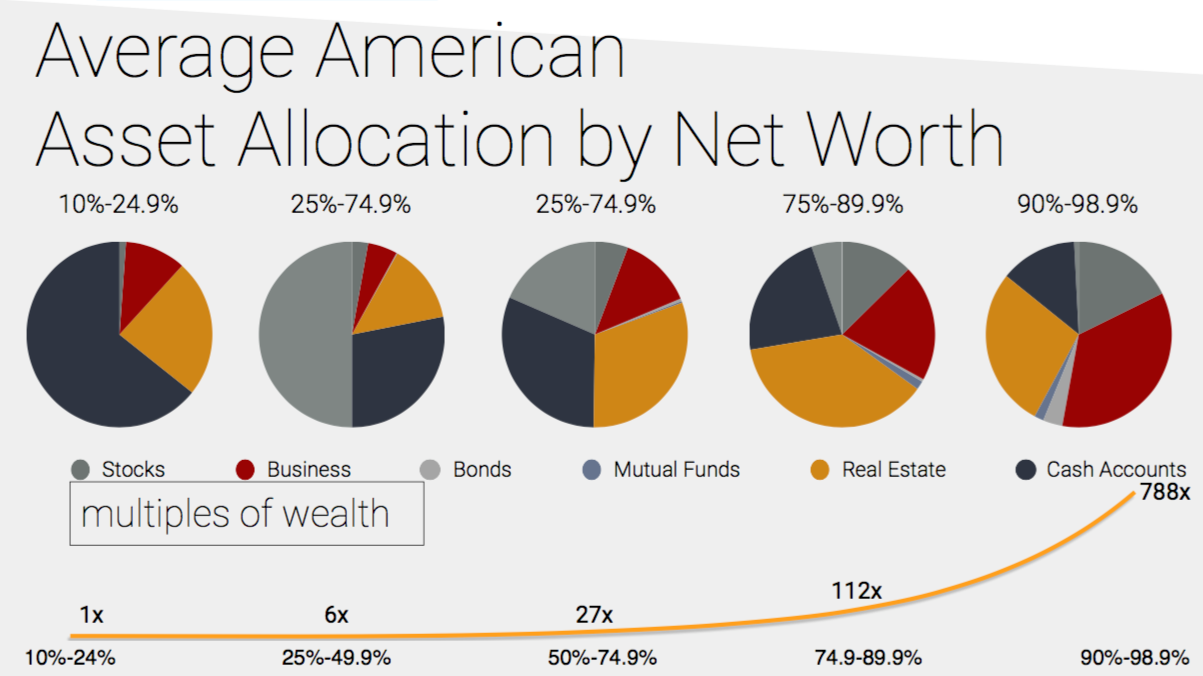 Average American
Asset Allocation by Net Worth
10%-24.9%
25%-74.9%
25%-74.9%
75%-89.9%
90%-98.9%
Stocks
Business
Bonds
Mutual Funds
Real Estate
Cash Accounts
multiples of wealth
788x
112x
1x
6x
27x
10%-24%
25%-49.9%
50%-74.9%
74.9-89.9%
90%-98.9%